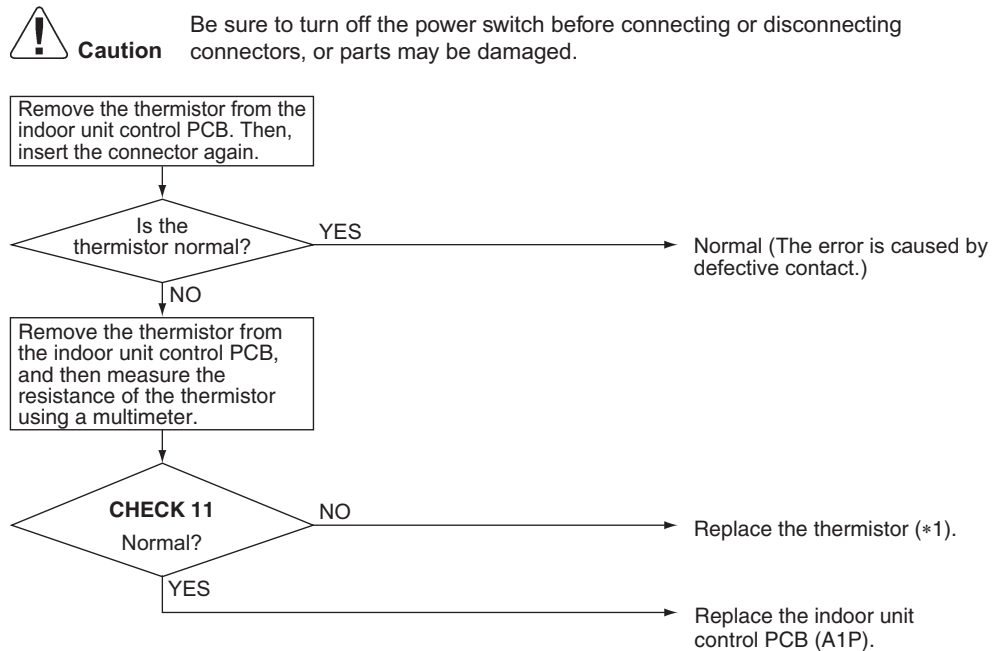 Be sure to turn off the power switch before connecting or disconnecting
Caution connectors, or parts may be damaged.
Remove the thermistor from the
indoor unit control PCB. Then,
insert the connector again.
Is the
thermistor normal?
YES
Normal (The error is caused by
defective contact.)
NO
Remove the thermistor from
the indoor unit control PCB,
and then measure the
resistance of the thermistor
using a multimeter.
CHECK 11
Normal?
NO
Replace the thermistor (*1).
YES
Replace the indoor unit
control PCB (A1P).